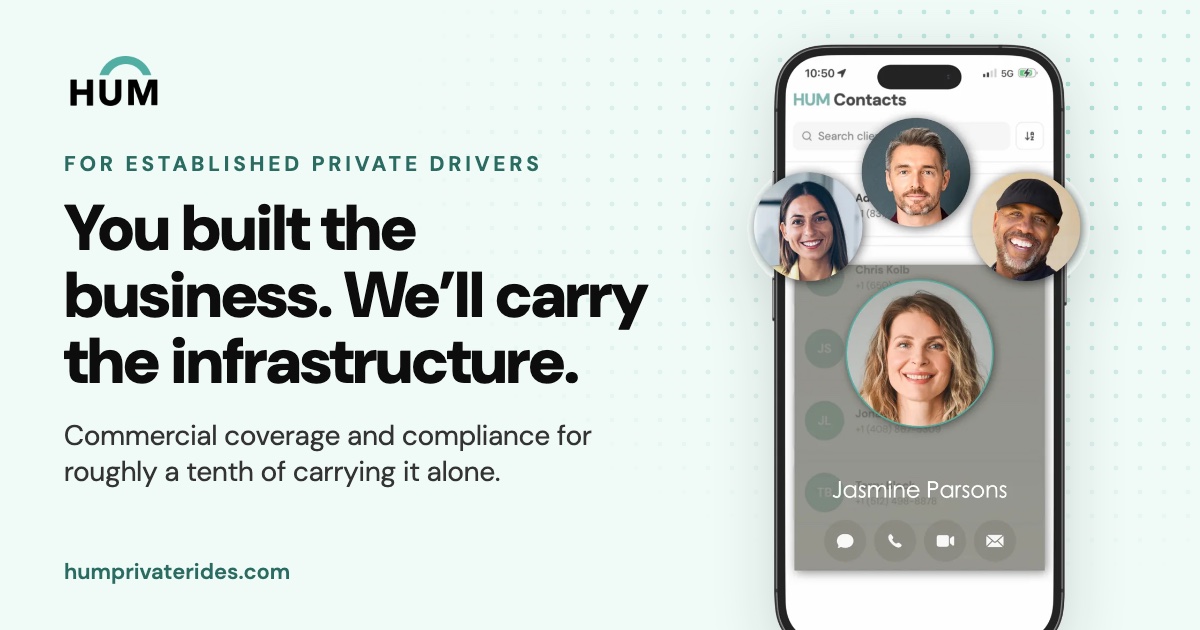 HUM
FOR ESTABLISHED PRIVATE DRIVERS
You built the
business. We’ll carry
the infrastructure.
Commercial coverage and compliance for
roughly a tenth of carrying it alone.
humprivaterides.com
10:50
5G
HUM Contacts
Search
Chris Kolb
JS
JL
TB
Jasmine Parsons